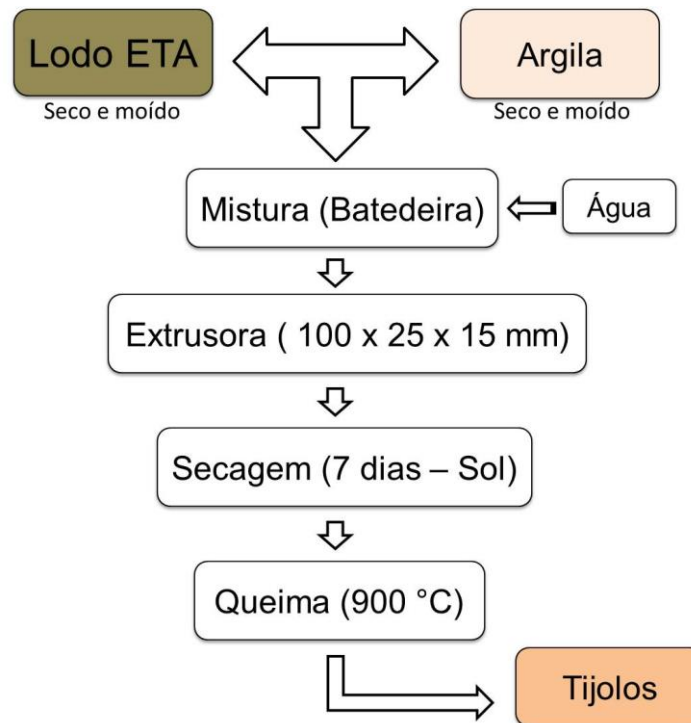 Lodo ETA
Argila
Seco e moído
Seco e moído
Mistura (Batedeira)
Água
Extrusora ( 100 x 25 x 15 mm)
Secagem (7 dias – Sol)
Queima (900 °C)
Tijolos